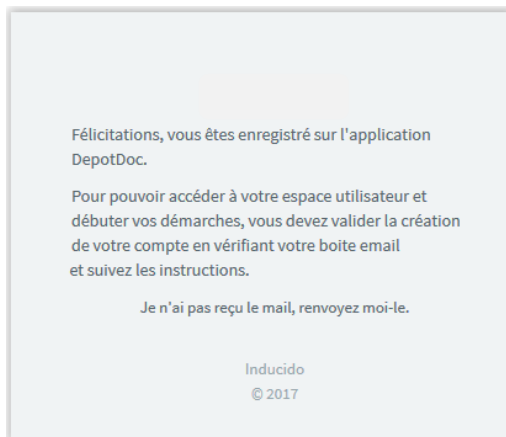 Félicitations, vous êtes enregistré sur l'application
DepotDoc.
Pour pouvoir accéder à votre espace utilisateur et
débuter vos démarches, vous devez valider la création
de votre compte en vérifiant votre boite email
et suivez les instructions.
Je n'ai pas reçu le mail, renvoyez moi-le.
Inducido
© 2017